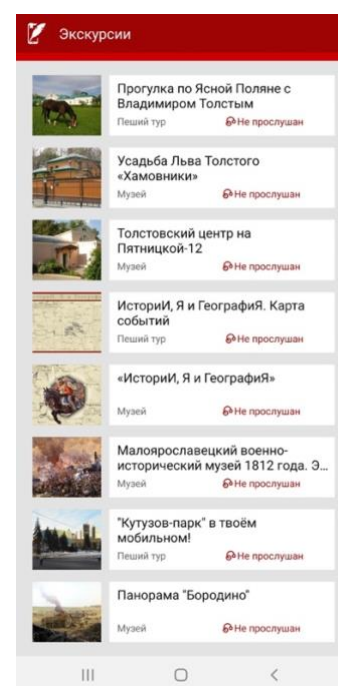 Экскурсии
Прогулка по Ясной Поляне с
Владимиром Толстым
Пеший тур Не прослушан
Усадьба Льва Толстого
«Хамовники»
Музей Не прослушан
Толстовский центр на
Пятницкой-12
Музей Не прослушан
ИсториИ, Я и ГеографиЯ. Карта
событий
Пеший тур Не прослушан
«ИсториИ, Я и ГеографиЯ»
Музей Не прослушан
Малоярославецкий военно-
исторический музей 1812 года. Э...
Музей Не прослушан
"Кутузов-парк" в твоём
мобильном!
Пеший тур Не прослушан
Панорама "Бородино"
Музей Не прослушан